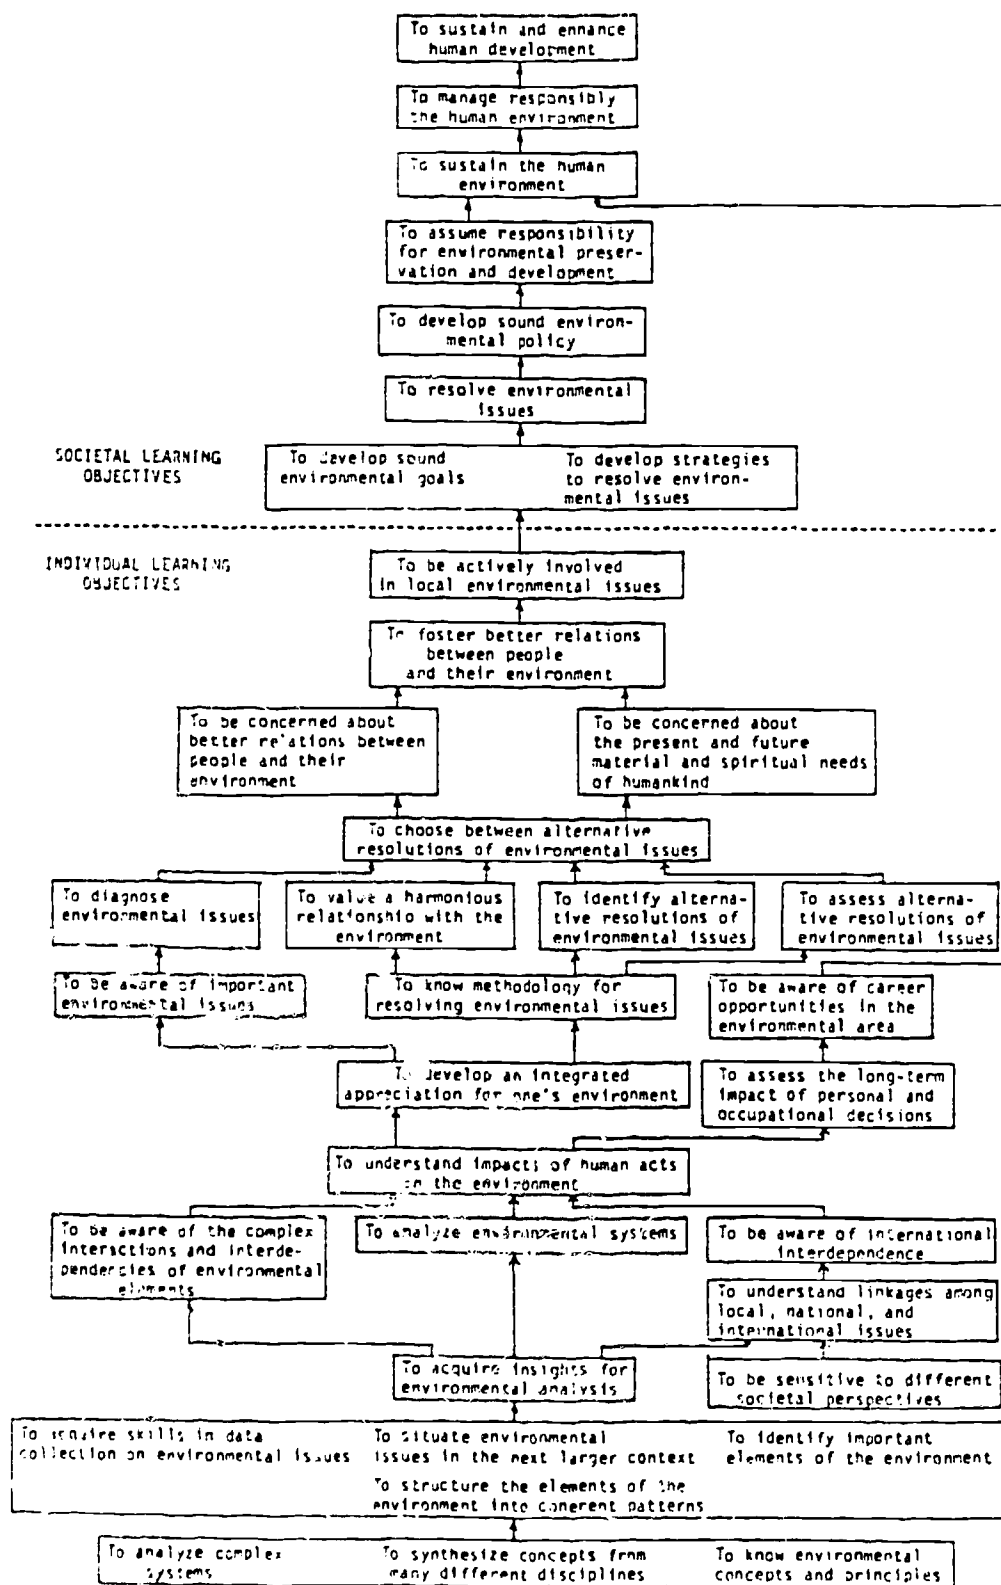 To sustain and enhance
human development
To manage responsibly
the human environment
To sustain the human
environment
To assume responsibility
for environmental preser-
vation and development
To develop sound environ-
mental policy
To resolve environmental
issues
SOCIETAL LEARNING
OBJECTIVES
To develop sound
environmental goals
To develop strategies
to resolve environ-
mental issues
INDIVIDUAL LEARNING
OBJECTIVES
To be actively involved
in local environmental issues
To foster better relations
between people
and their environment
To be concerned about
better relations between
people and their
environment
To be concerned about
the present and future
material and spiritual needs
of humankind
To choose between alternative
resolutions of environmental issues
To diagnose
environmental issues
To value a harmonious
relationship with the
environment
To identify alterna-
tive resolutions of
environmental issues
To assess alterna-
tive resolutions of
environmental issues
To be aware of important
environmental issues
To know methodology for
resolving environmental issues
To be aware of career
opportunities in the
environmental area
To develop an integrated
appreciation for one's environment
To assess the long-term
impact of personal and
occupational decisions
To understand impacts of human acts
on the environment
To be aware of the complex
interactions and interde-
pendencies of environmental
elements
To analyze environmental systems
To be aware of international
interdependence
To understand linkages among
local, national, and
international issues
To acquire insights for
environmental analysis
To be sensitive to different
societal perspectives
To acquire skills in data
collection on environmental issues
To situate environmental
issues in the next larger context
To identify important
elements of the environment
To structure the elements of the
environment into coherent patterns
To analyze complex
systems
To synthesize concepts from
many different disciplines
To know environmental
concepts and principles